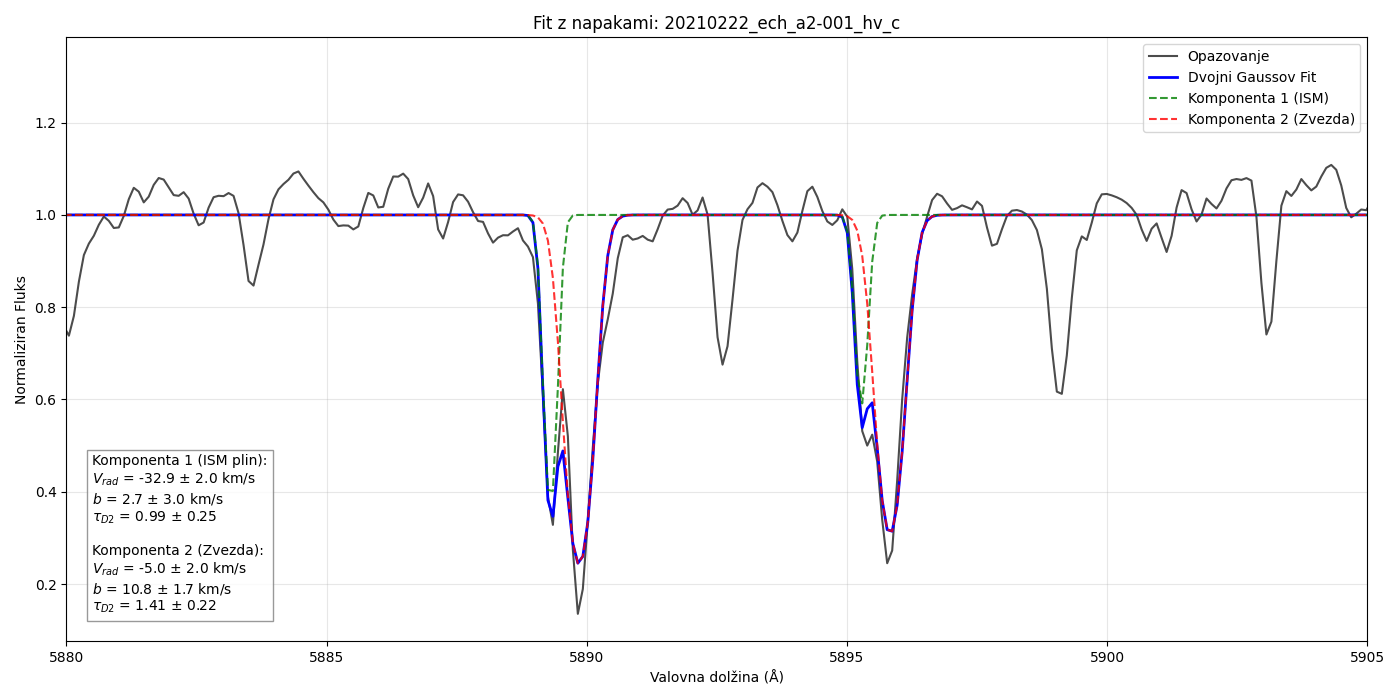 Fit z napakami: 20210222_ech_a2-001_hv_c
Normaliziran Fluks
1.2
1.0
0.8
0.6
0.4
0.2
Opazovanje
Dvojni Gaussov Fit
Komponenta 1 (ISM)
Komponenta 2 (Zvezda)
Komponenta 1 (ISM plin):
V_rad = -32.9 ± 2.0 km/s
b = 2.7 ± 3.0 km/s
τ_D2 = 0.99 ± 0.25
Komponenta 2 (Zvezda):
V_rad = -5.0 ± 2.0 km/s
b = 10.8 ± 1.7 km/s
τ_D2 = 1.41 ± 0.22
5880 5885 5890 5895 5900 5905
Valovna dolžina (Å)